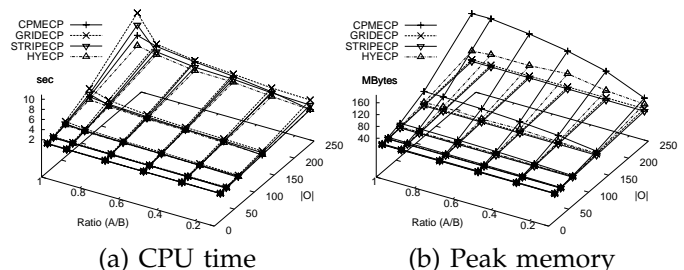 CPMECP
GRIDECP
STRIPECP
HYECP
sec
10
8
6
4
2
1
0.8
0.6
0.4
0.2
Ratio (A/B)
0
50
100
150
200
250
|O|
(a) CPU time
CPMECP
GRIDECP
STRIPECP
HYECP
MBytes
160
120
80
40
1
0.8
0.6
0.4
0.2
Ratio (A/B)
0
50
100
150
200
250
|O|
(b) Peak memory